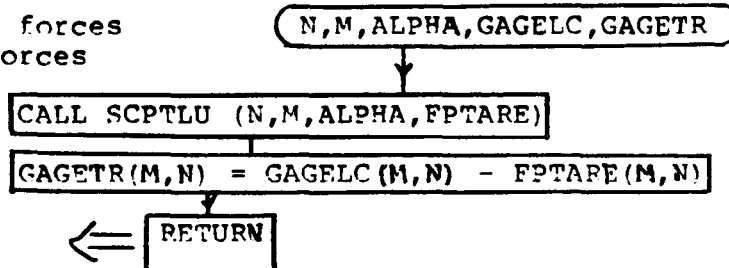 forces
orces
N,M,ALPHA,GAGELC,GAGETR
CALL SCPTLU (N,M,ALPHA,FPTARE)
GAGETR(M,N) = GAGELC(M,N) - FPTARE(M,N)
RETURN